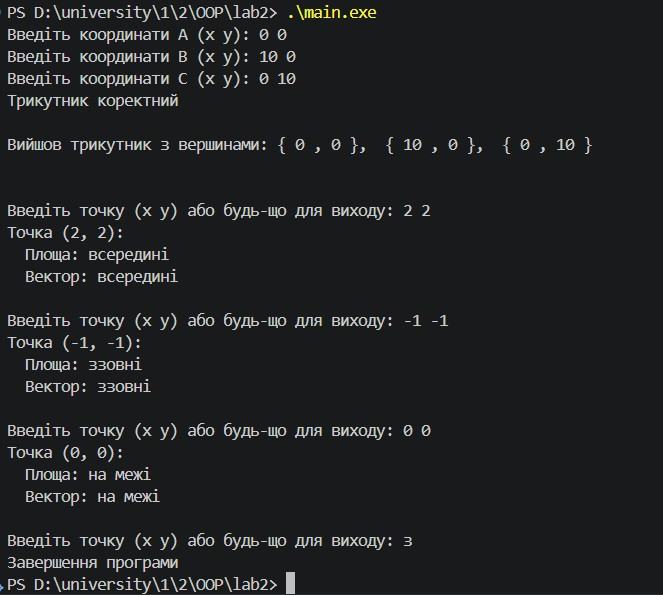 PS D:\university\1\2\OOP\lab2> .\main.exe
Введіть координати A (x y): 0 0
Введіть координати B (x y): 10 0
Введіть координати C (x y): 0 10
Трикутник коректний
Вийшов трикутник з вершинами: { 0 , 0 },  { 10 , 0 },  { 0 , 10 }
Введіть точку (x y) або будь-що для виходу: 2 2
Точка (2, 2):
  Площа: всередині
  Вектор: всередині
Введіть точку (x y) або будь-що для виходу: -1 -1
Точка (-1, -1):
  Площа: ззовні
  Вектор: ззовні
Введіть точку (x y) або будь-що для виходу: 0 0
Точка (0, 0):
  Площа: на межі
  Вектор: на межі
Введіть точку (x y) або будь-що для виходу: з
Завершення програми
PS D:\university\1\2\OOP\lab2>